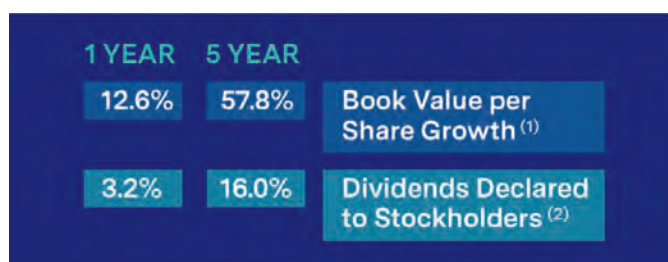 1 YEAR 5 YEAR
12.6% 57.8% Book Value per
Share Growth (1)
3.2% 16.0% Dividends Declared
to Stockholders (2)